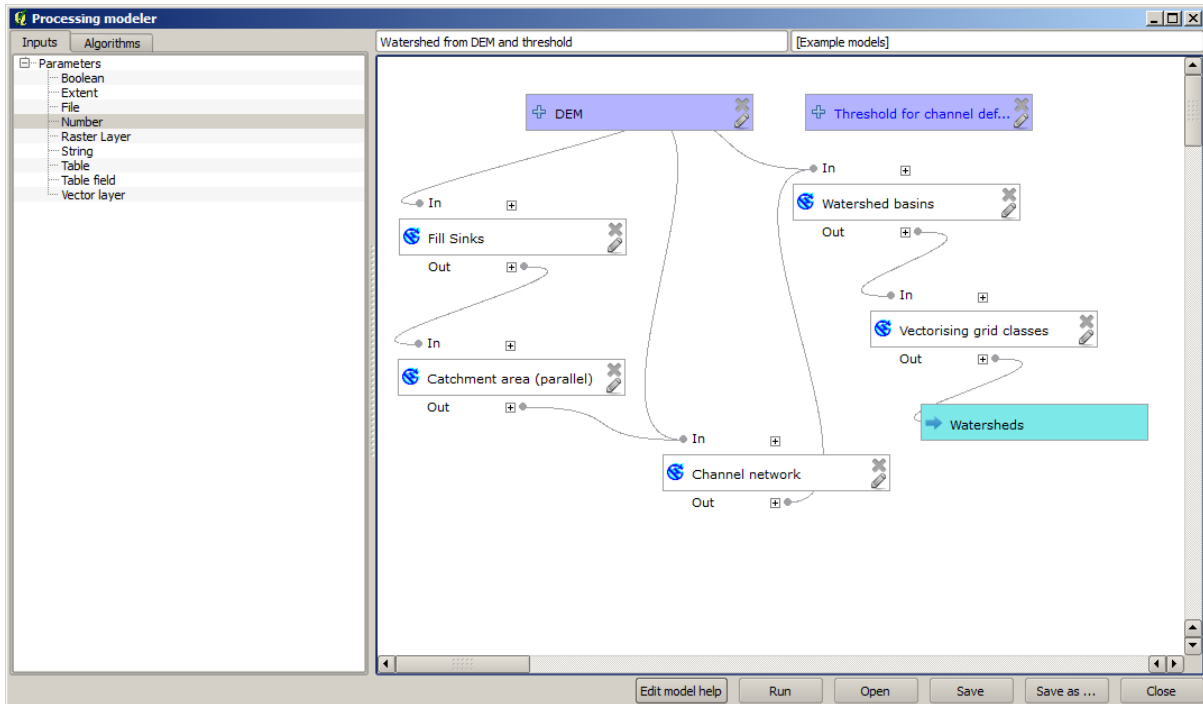 Processing modeler
Inputs
Algorithms
Parameters
Boolean
Extent
File
Number
Raster Layer
String
Table
Table field
Vector layer
Watershed from DEM and threshold
[Example models]
DEM
Threshold for channel def...
In
Watershed basins
Out
In
Fill Sinks
Out
In
Vectorising grid classes
Out
In
Catchment area (parallel)
Out
Watersheds
In
Channel network
Out
Edit model help
Run
Open
Save
Save as ...
Close